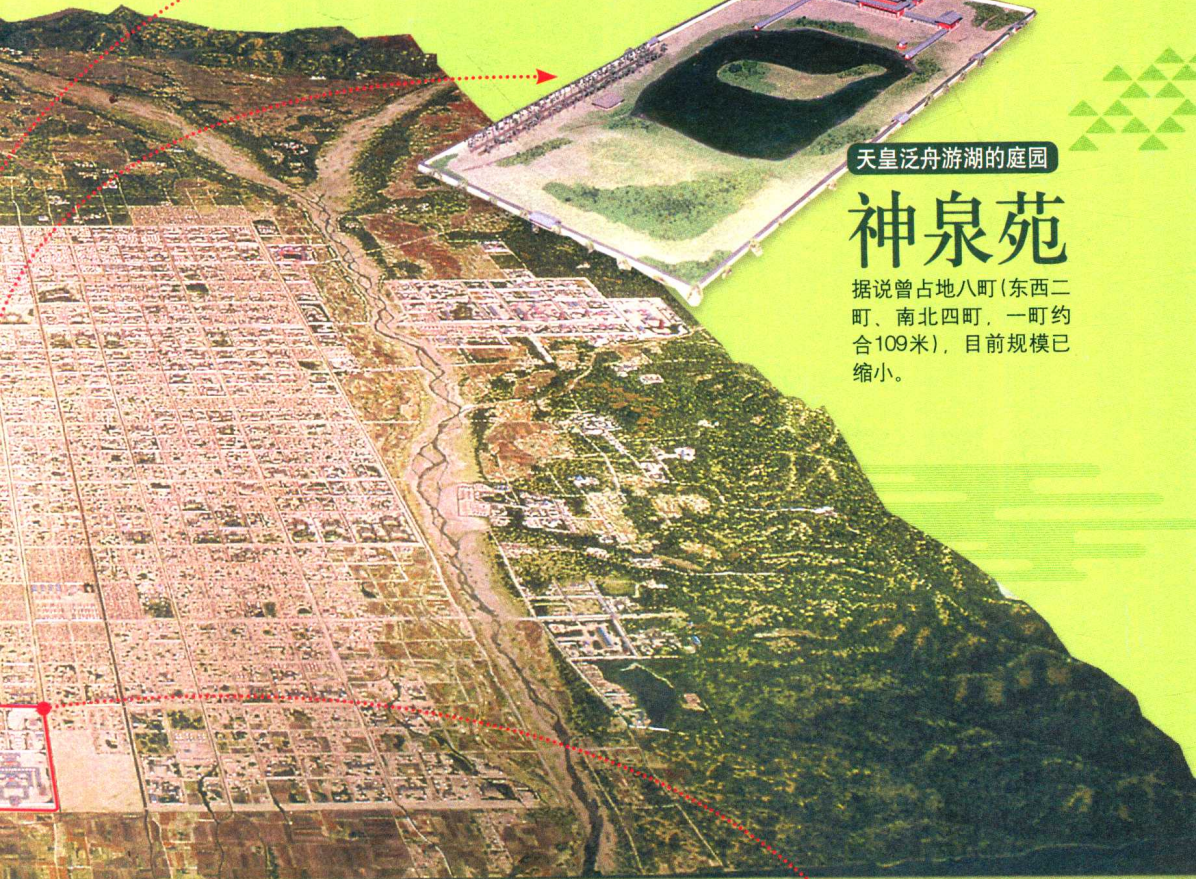 天皇泛舟游湖的庭园
神泉苑
据说曾占地八町(东西二
町、南北四町，一町约
合109米)，目前规模已
缩小。